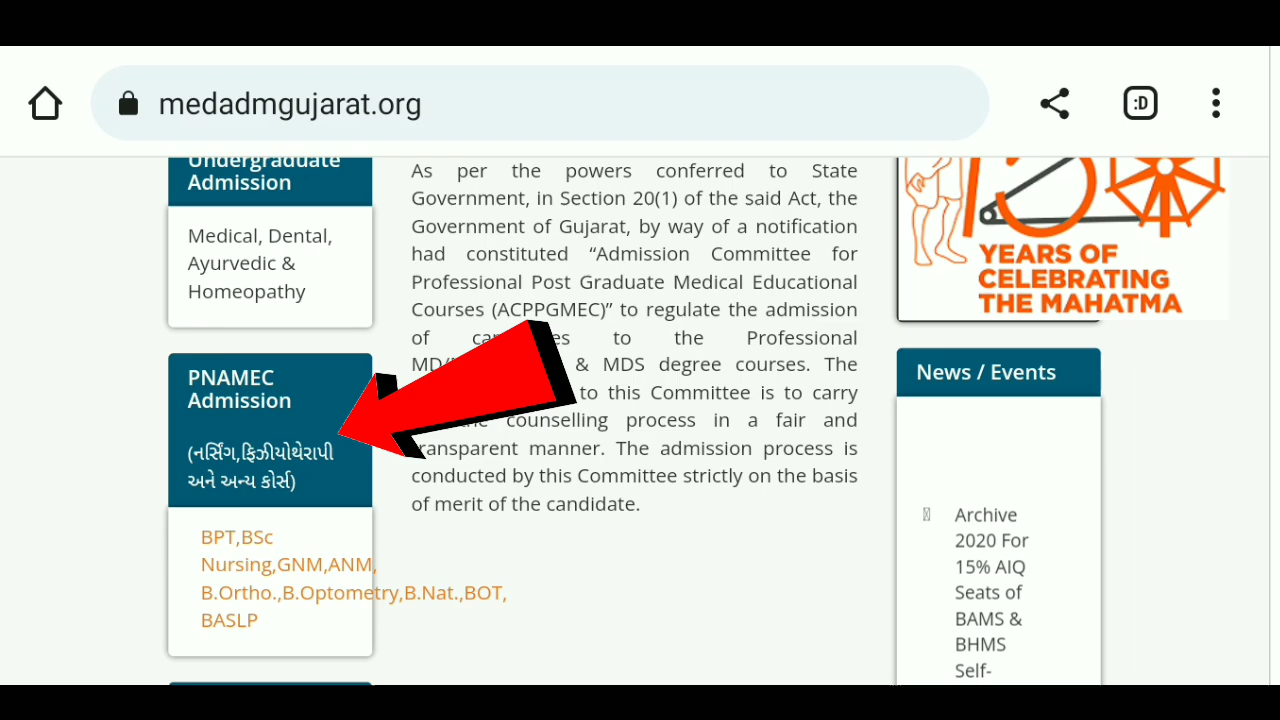 medadmgujarat.org
:D
Undergraduate
Admission
Medical, Dental,
Ayurvedic &
Homeopathy
PNAMEC
Admission
(નર્સિંગ,ફિઝીયોથેરાપી
અને અન્ય કોર્સ)
BPT,BSc
Nursing,GNM,ANM,
B.Ortho.,B.Optometry,B.Nat.,BOT,
BASLP
As per the powers conferred to State
Government, in Section 20(1) of the said Act, the
Government of Gujarat, by way of a notification
had constituted “Admission Committee for
Professional Post Graduate Medical Educational
Courses (ACPPGMEC)” to regulate the admission
of to the Professional
& MDS degree courses. The
to this Committee is to carry
counselling process in a fair and
transparent manner. The admission process is
conducted by this Committee strictly on the basis
of merit of the candidate.
YEARS OF
CELEBRATING
THE MAHATMA
News / Events
Archive
2020 For
15% AIQ
Seats of
BAMS &
BHMS
Self-